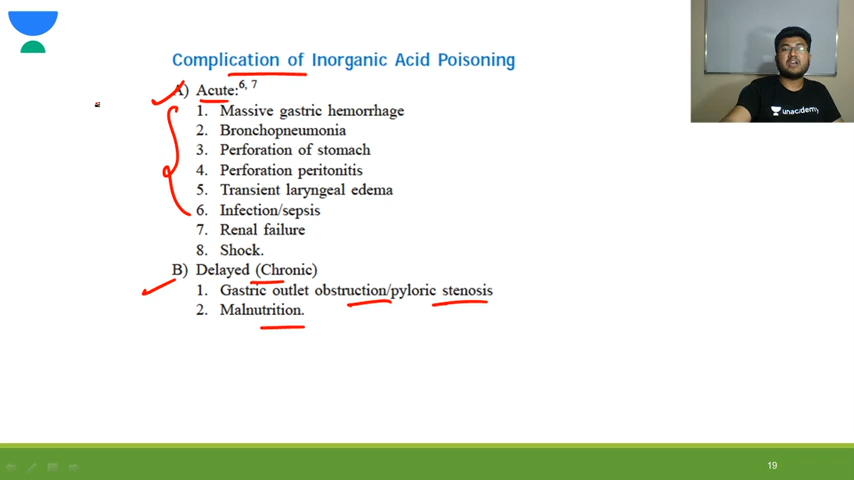 Complication of Inorganic Acid Poisoning
A) Acute:6, 7
1. Massive gastric hemorrhage
2. Bronchopneumonia
3. Perforation of stomach
4. Perforation peritonitis
5. Transient laryngeal edema
6. Infection/sepsis
7. Renal failure
8. Shock.
B) Delayed (Chronic)
1. Gastric outlet obstruction/pyloric stenosis
2. Malnutrition.
unacademy
19